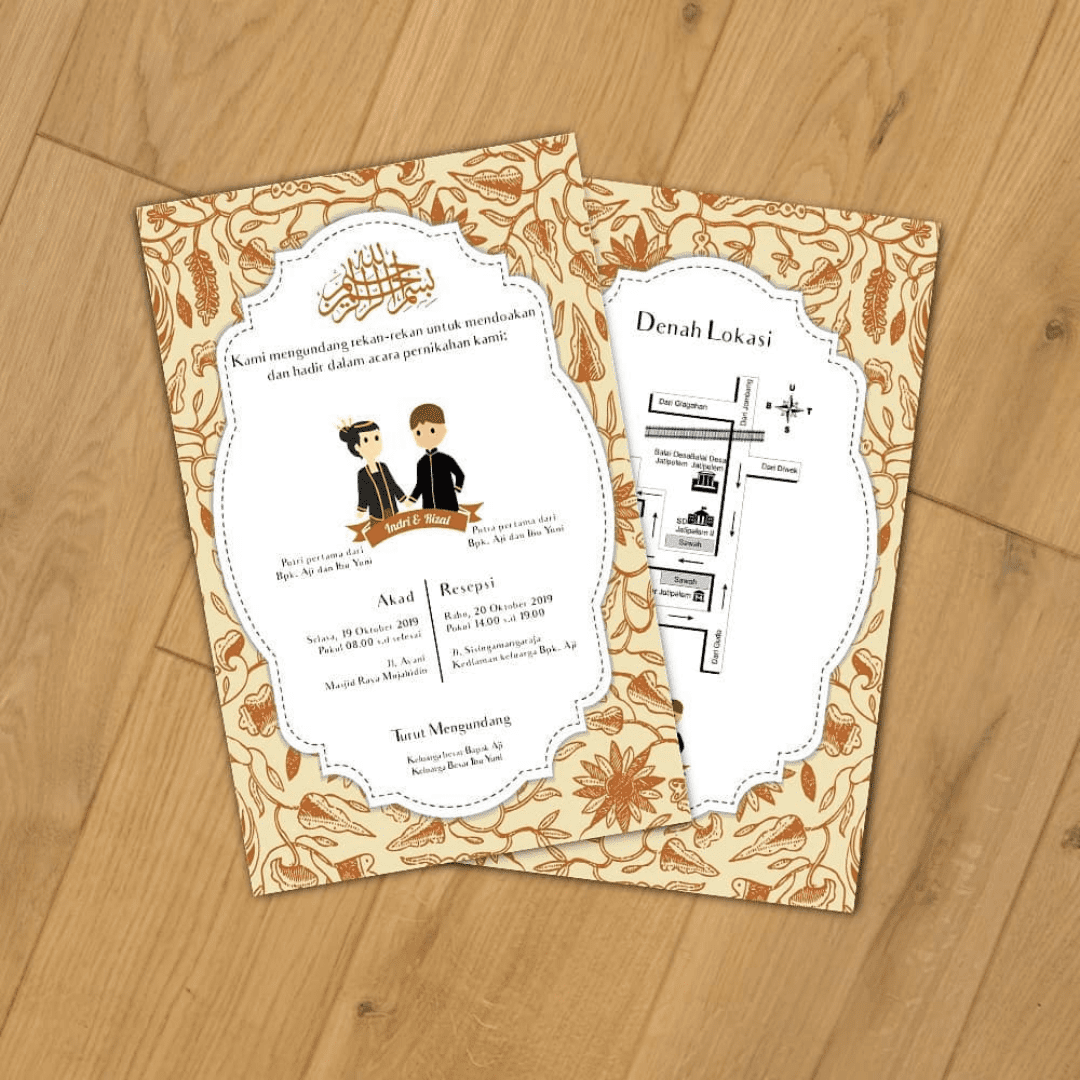 بسم الله الرحمن الرحيم
Kami mengundang rekan-rekan untuk mendoakan
dan hadir dalam acara pernikahan kami:
Indri & Rizal
Putri pertama dari
Bpk. Aji dan Ibu Yuni
Putra pertama dari
Bpk. Aji dan Ibu Yuni
Akad
Selasa, 19 Oktober 2019
Pukul 08.00 s.d selesai
Jl. Ayani
Masjid Raya Mujahidin
Resepsi
Rabu, 20 Oktober 2019
Pukul 14.00 s.d 19.00
Jl. Sisingamangaraja
Kediaman keluarga Bpk. Aji
Turut Mengundang
Keluarga besar Bapak Aji
Keluarga Besar Ibu Yuni
Denah Lokasi
Dari Glagahan
Dari Jombang
U
B T
S
Balai DesaBalai Desa
Jatipelem Jatipelem
Dari Diwek
SD
Jatipelem II
Sawah
Sawah
r Jatipelem
Dari Gudo